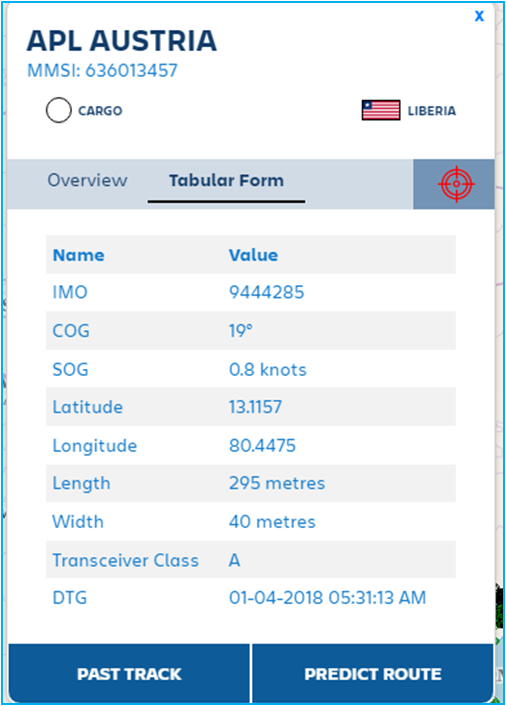 x
APL AUSTRIA
MMSI: 636013457
CARGO LIBERIA
Overview Tabular Form
Name Value
IMO 9444285
COG 19°
SOG 0.8 knots
Latitude 13.1157
Longitude 80.4475
Length 295 metres
Width 40 metres
Transceiver Class A
DTG 01-04-2018 05:31:13 AM
PAST TRACK PREDICT ROUTE